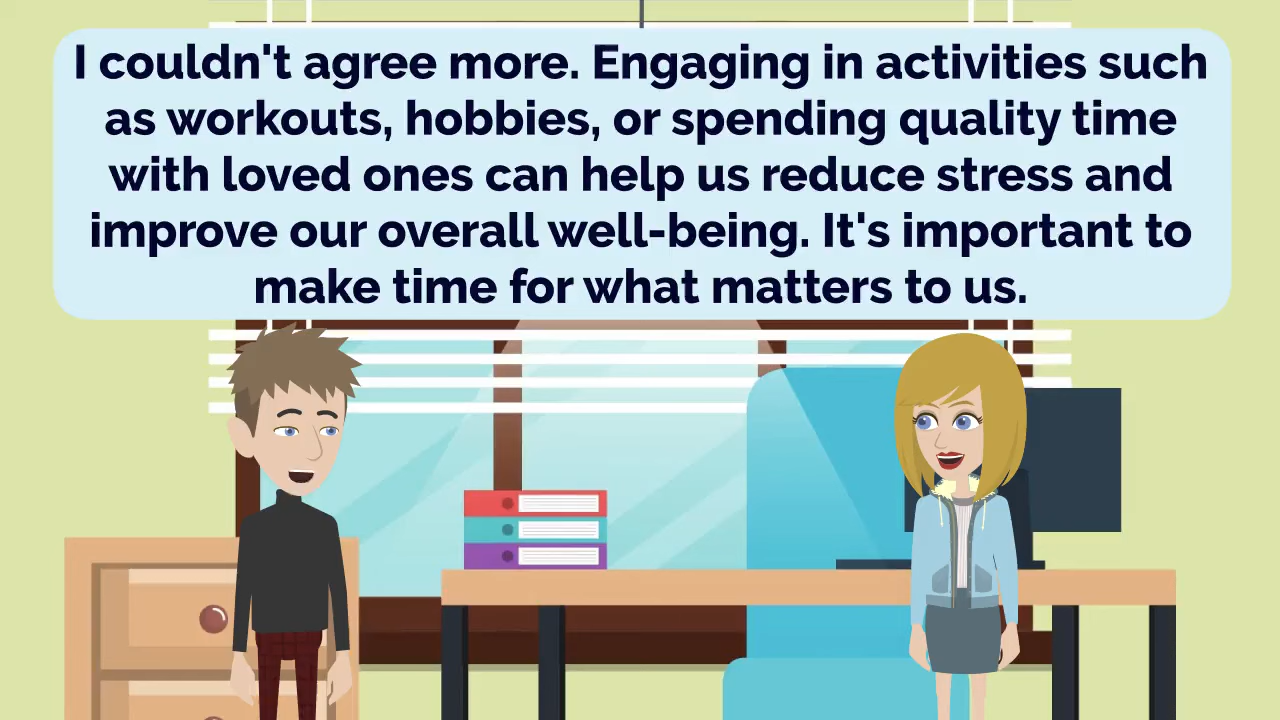 I couldn't agree more. Engaging in activities such
as workouts, hobbies, or spending quality time
with loved ones can help us reduce stress and
improve our overall well-being. It's important to
make time for what matters to us.